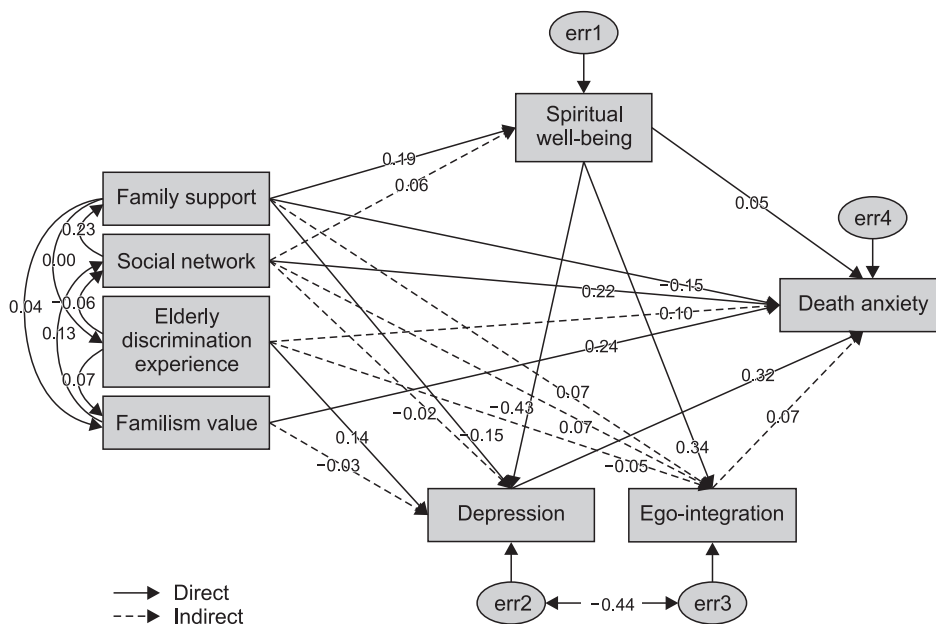 err1
Spiritual
well-being
0.19
0.06
Family support
0.05
err4
0.23
Social network
0.00
−0.06
0.04
0.13
−0.15
0.22
Death anxiety
0.10
Elderly
discrimination
experience
0.24
0.07
0.32
0.07
Familism value
−0.02
−0.43
0.07
0.07
0.14
−0.15
0.34
−0.03
−0.05
Depression
Ego-integration
Direct
Indirect
err2
−0.44
err3